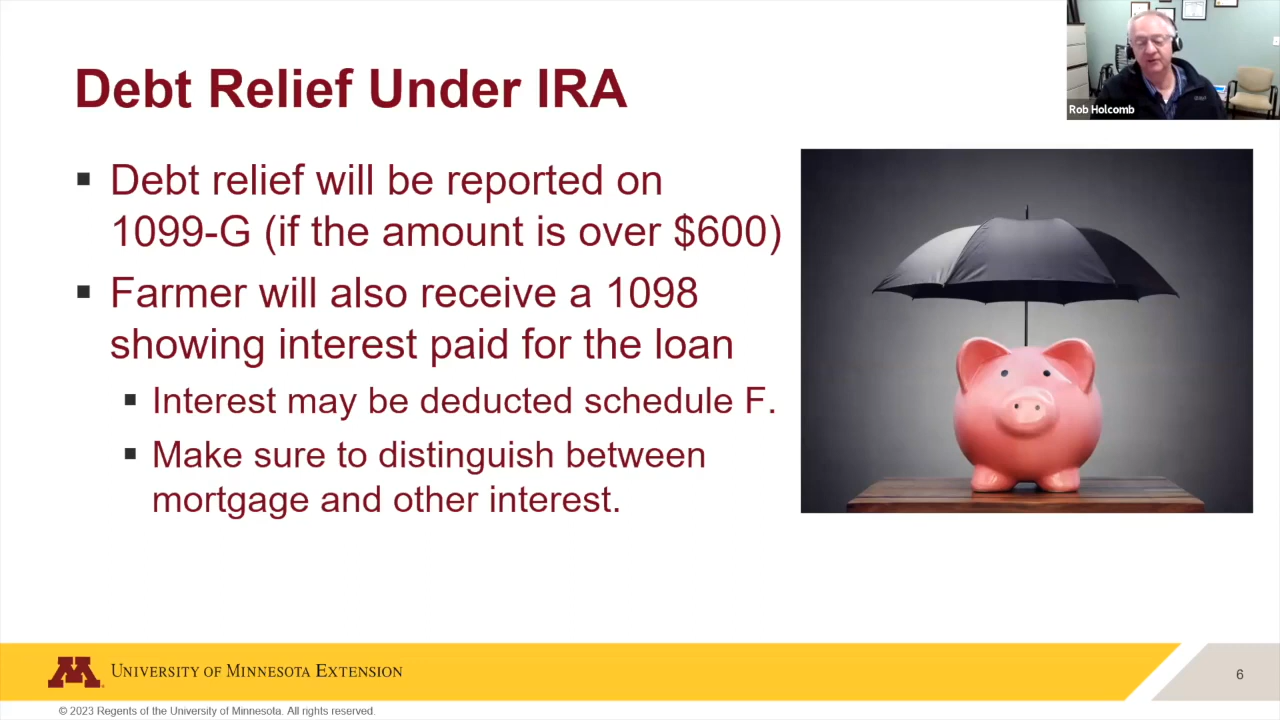 Debt Relief Under IRA
Rob Holcomb
▪ Debt relief will be reported on
1099-G (if the amount is over $600)
▪ Farmer will also receive a 1098
showing interest paid for the loan
▪ Interest may be deducted schedule F.
▪ Make sure to distinguish between
mortgage and other interest.
M
UNIVERSITY OF MINNESOTA EXTENSION
6
© 2023 Regents of the University of Minnesota. All rights reserved.